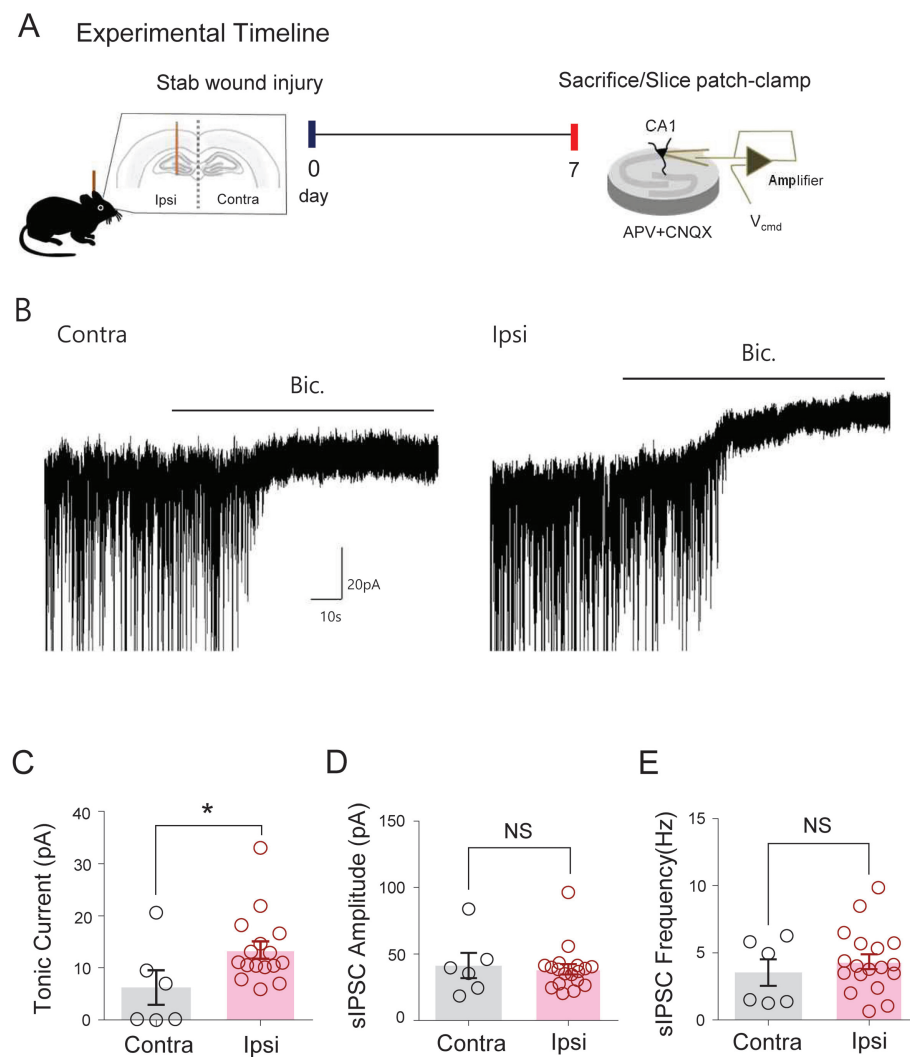 A Experimental Timeline
Stab wound injury
Sacrifice/Slice patch-clamp
Ipsi
Contra
0
day
7
CA1
Amplifier
V_cmd
APV+CNQX
B
Contra
Bic.
20pA
10s
Ipsi
Bic.
C
Tonic Current (pA)
40
30
20
10
0
*
Contra
Ipsi
D
sIPSC Amplitude (pA)
150
100
50
0
NS
Contra
Ipsi
E
sIPSC Frequency(Hz)
15
10
5
0
NS
Contra
Ipsi